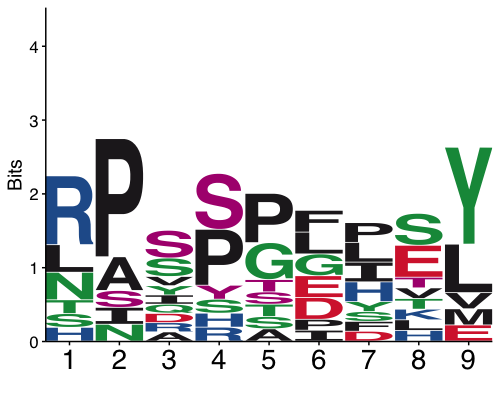 Bits
4
3
2
1
0
R L N T S H
P A S I N
S S V Y I Q D R A
S P Y S H R
P G T S T S A
F L G E D P I
P L I H Y S F D
S E T V T K L H
Y L V M E
1 2 3 4 5 6 7 8 9